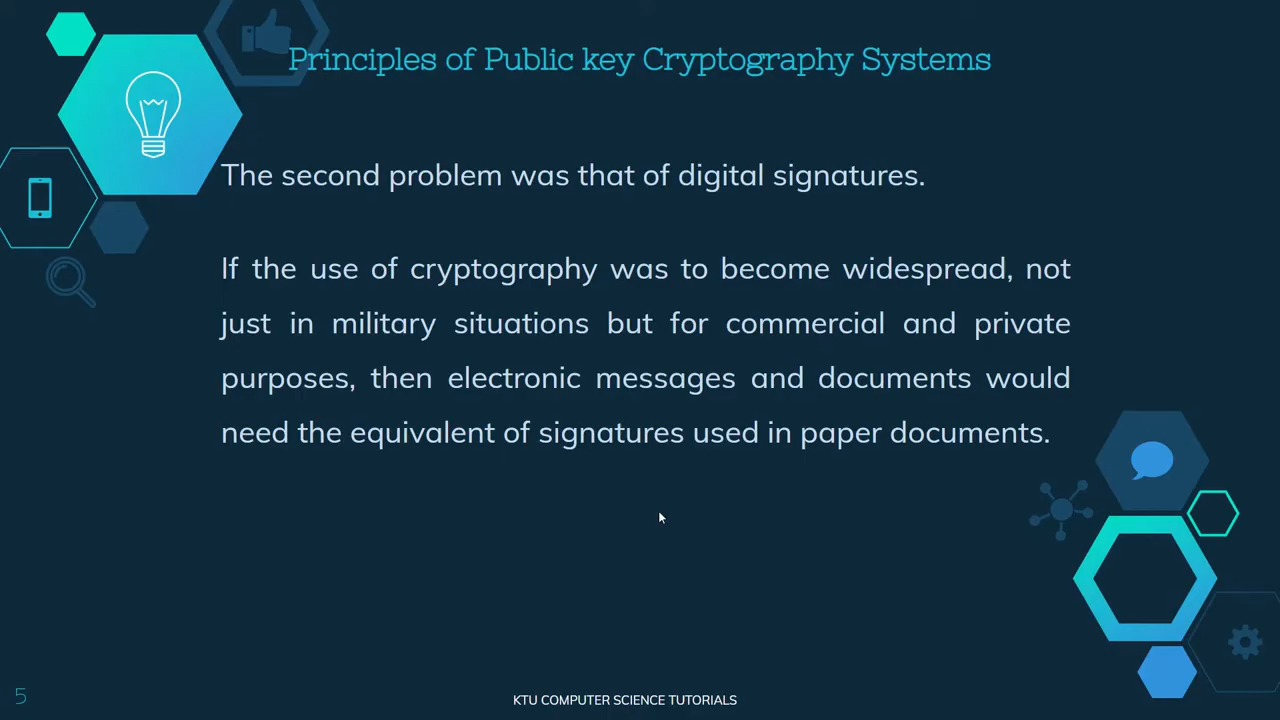 Principles of Public key Cryptography Systems
The second problem was that of digital signatures.
If the use of cryptography was to become widespread, not
just in military situations but for commercial and private
purposes, then electronic messages and documents would
need the equivalent of signatures used in paper documents.
5
KTU COMPUTER SCIENCE TUTORIALS